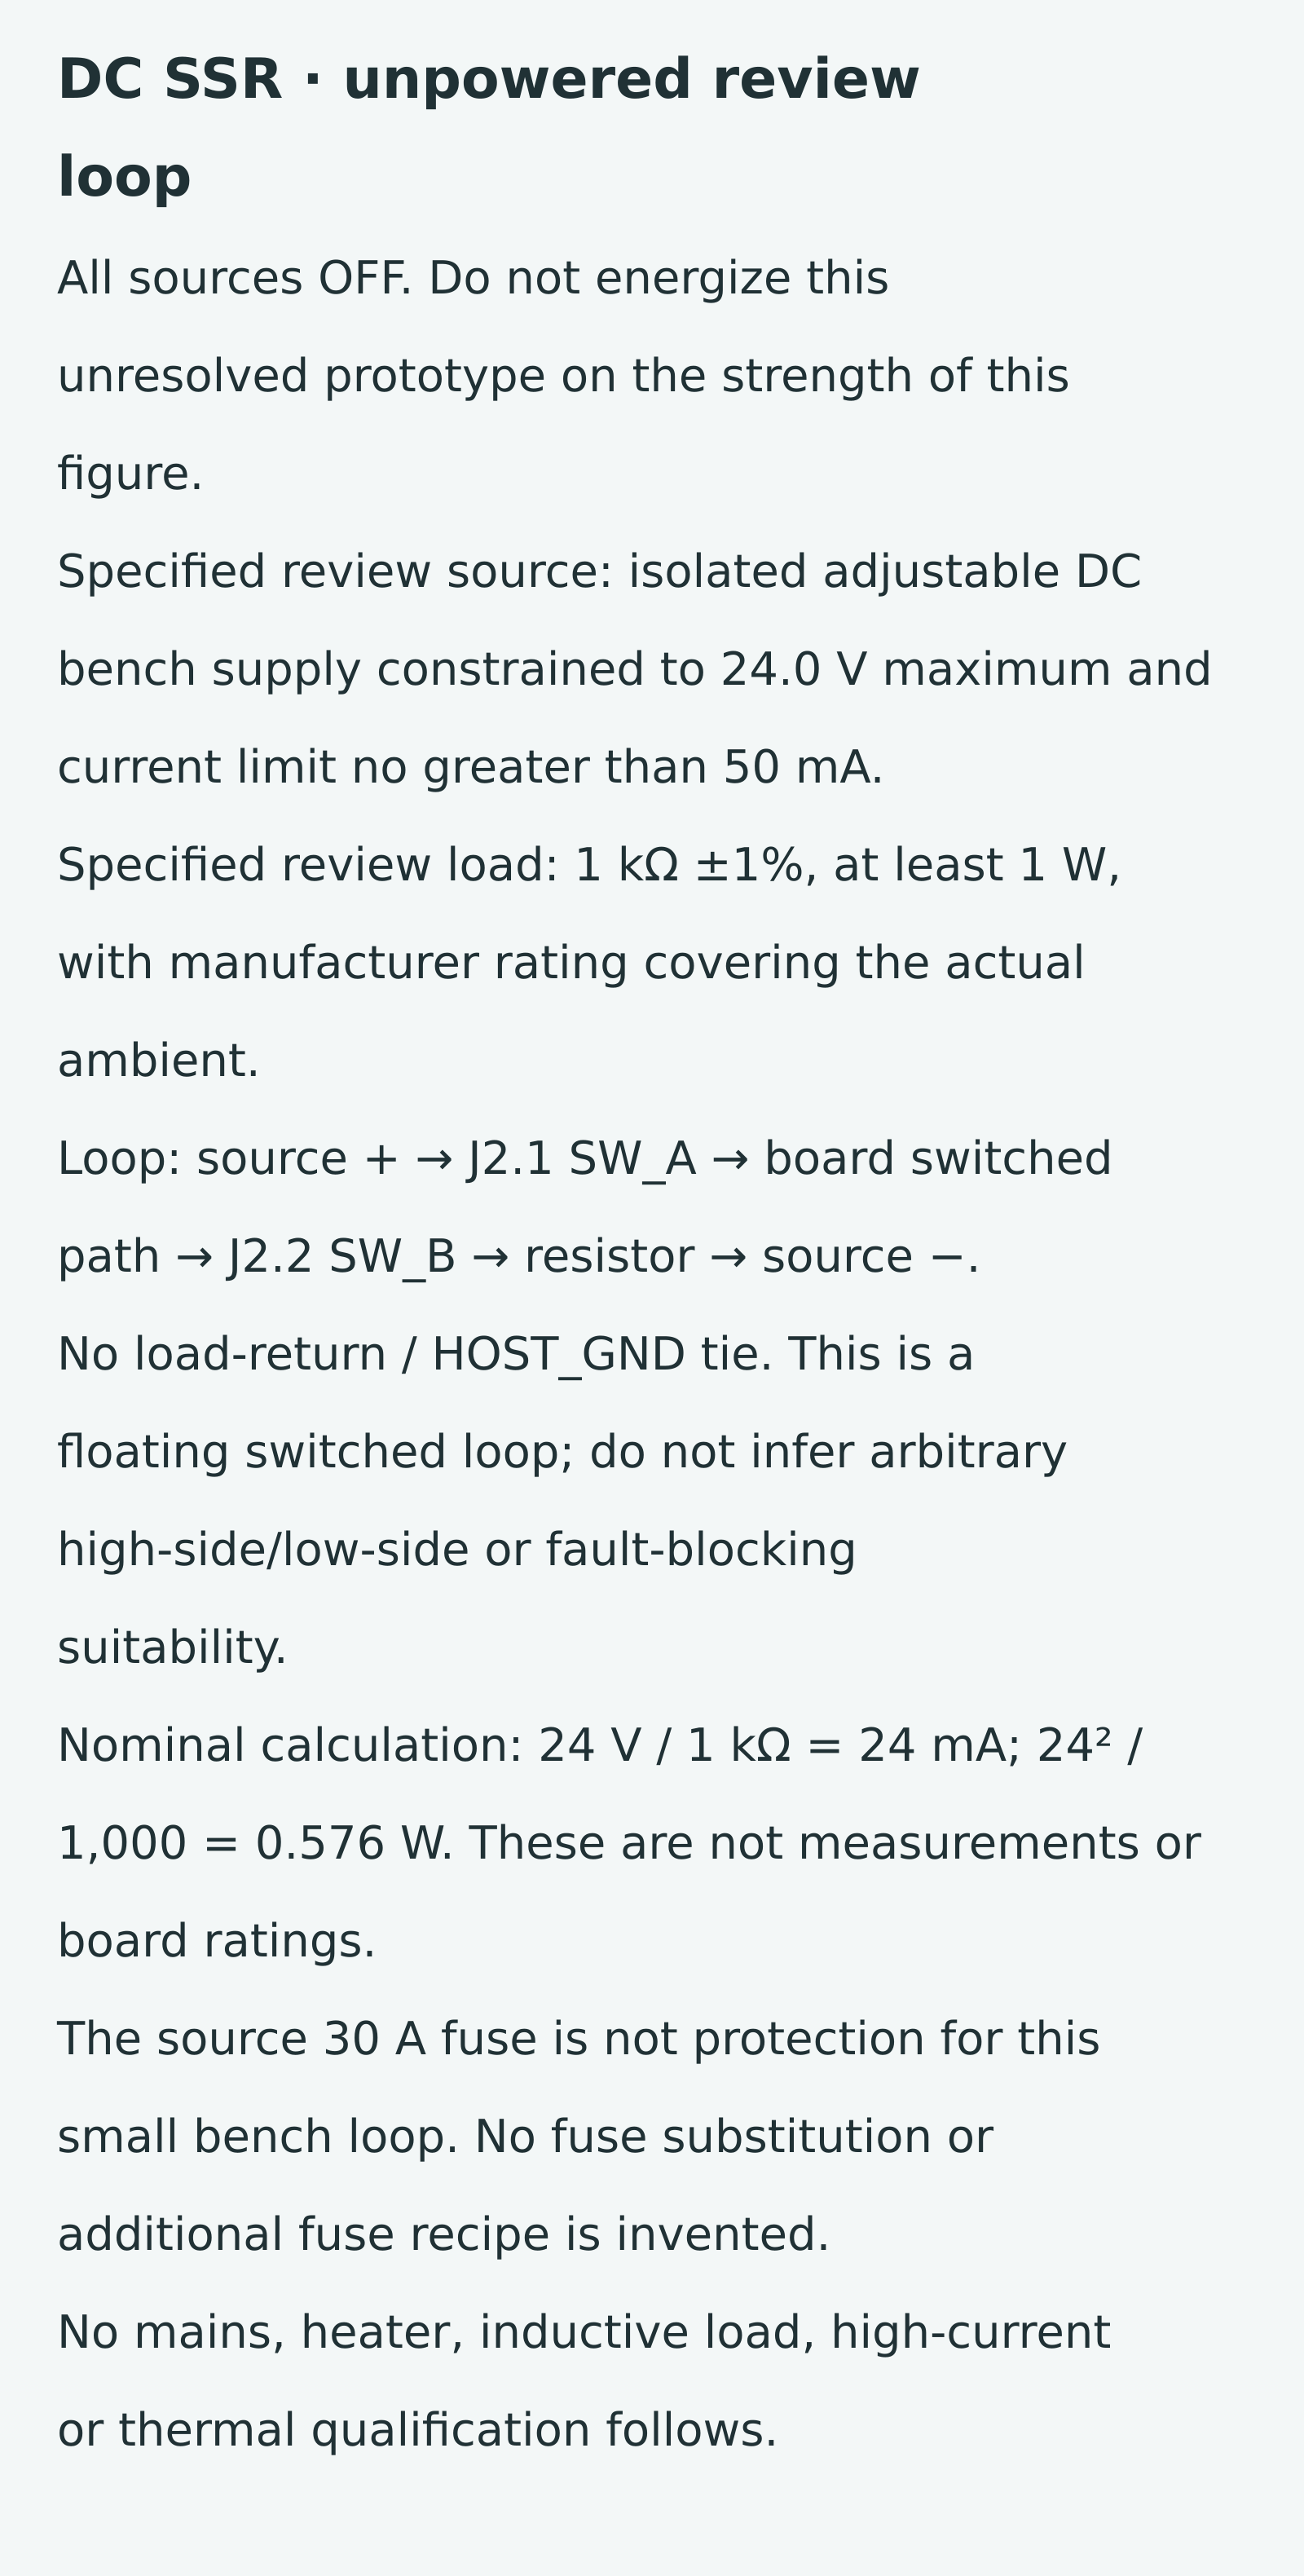 DC SSR · unpowered review
loop
All sources OFF. Do not energize this
unresolved prototype on the strength of this
figure.
Specified review source: isolated adjustable DC
bench supply constrained to 24.0 V maximum and
current limit no greater than 50 mA.
Specified review load: 1 kΩ ±1%, at least 1 W,
with manufacturer rating covering the actual
ambient.
Loop: source + → J2.1 SW_A → board switched
path → J2.2 SW_B → resistor → source −.
No load-return / HOST_GND tie. This is a
floating switched loop; do not infer arbitrary
high-side/low-side or fault-blocking
suitability.
Nominal calculation: 24 V / 1 kΩ = 24 mA; 24² /
1,000 = 0.576 W. These are not measurements or
board ratings.
The source 30 A fuse is not protection for this
small bench loop. No fuse substitution or
additional fuse recipe is invented.
No mains, heater, inductive load, high-current
or thermal qualification follows.